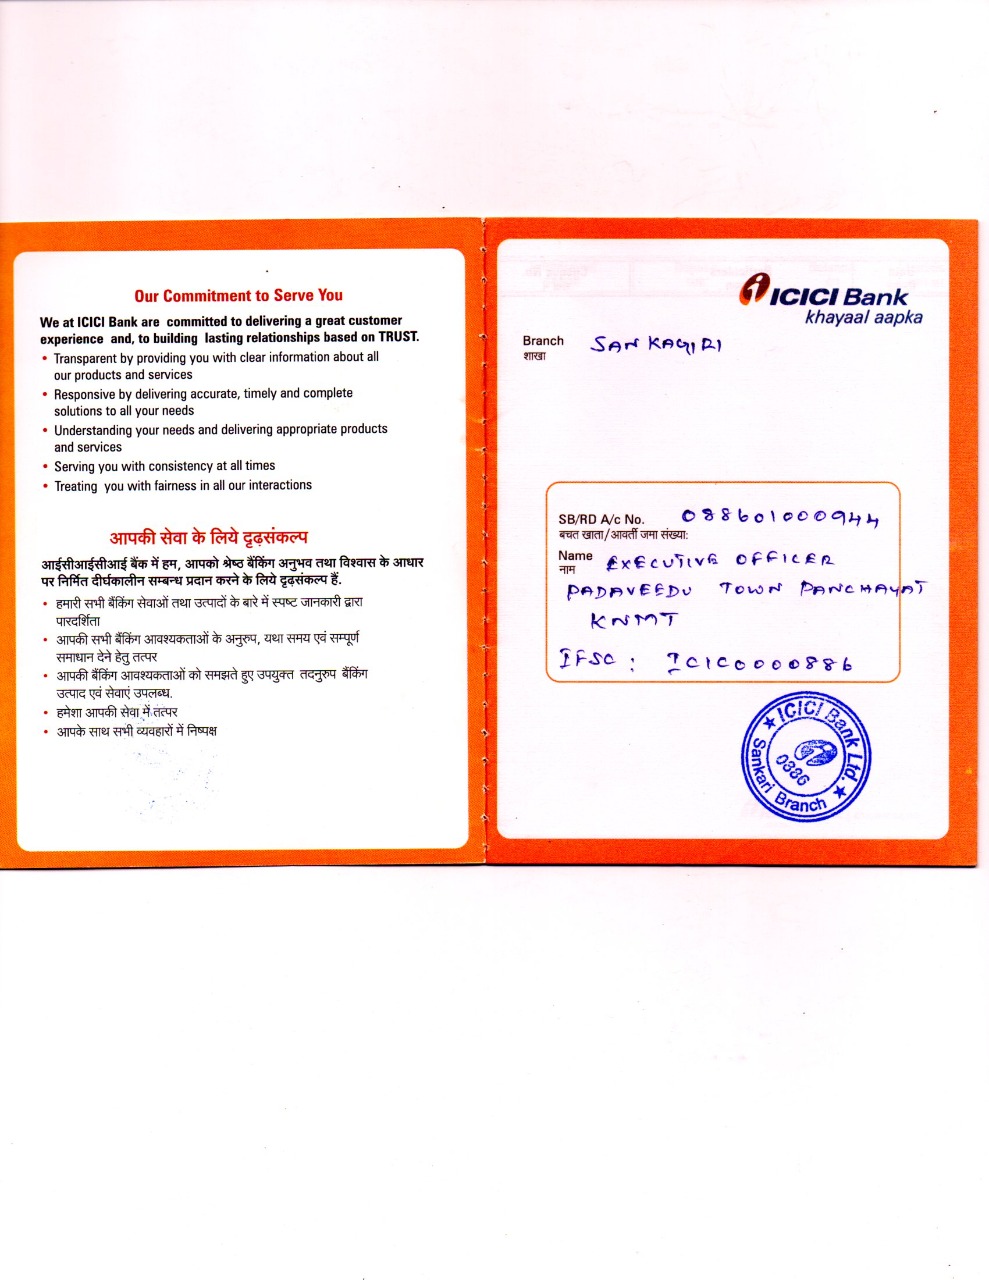 Our Commitment to Serve You
We at ICICI Bank are committed to delivering a great customer
experience and, to building lasting relationships based on TRUST.
• Transparent by providing you with clear information about all
our products and services
• Responsive by delivering accurate, timely and complete
solutions to all your needs
• Understanding your needs and delivering appropriate products
and services
• Serving you with consistency at all times
• Treating you with fairness in all our interactions
आपकी सेवा के लिये दृढ़संकल्प
आईसीआईसीआई बैंक में हम, आपको श्रेष्ठ बैंकिंग अनुभव तथा विश्वास के आधार
पर निर्मित दीर्घकालीन सम्बन्ध प्रदान करने के लिये दृढ़संकल्प हैं.
• हमारी सभी बैंकिंग सेवाओं तथा उत्पादों के बारे में स्पष्ट जानकारी द्वारा
पारदर्शिता
• आपकी सभी बैंकिंग आवश्यकताओं के अनुरुप, यथा समय एवं सम्पूर्ण
समाधान देने हेतु तत्पर
• आपकी बैंकिंग आवश्यकताओं को समझते हुए उपयुक्त तदनुरुप बैंकिंग
उत्पाद एवं सेवाएं उपलब्ध.
• हमेशा आपकी सेवा में तत्पर
• आपके साथ सभी व्यवहारों में निष्पक्ष
ICICI Bank
khayaal aapka
Branch SANKAGIRI
शाखा
SB/RD A/c No. 088601000944
बचत खाता/आवर्ती जमा संख्या:
Name EXECUTIVE OFFICER
नाम
PADAVEEDU TOWN PANCHAYAT
KNMT
IFSC : ICIC0000886
★ ICICI Bank Ltd. ★
0886
Sankari Branch